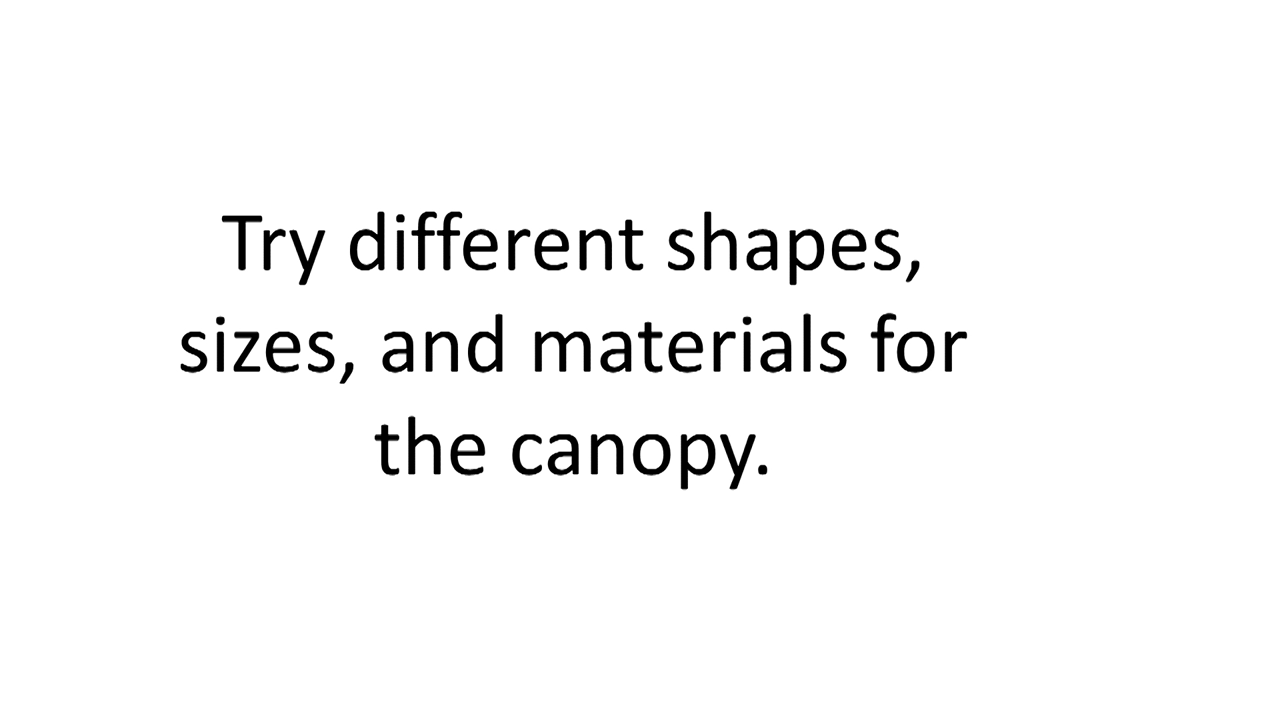 Try different shapes,
sizes, and materials for
the canopy.